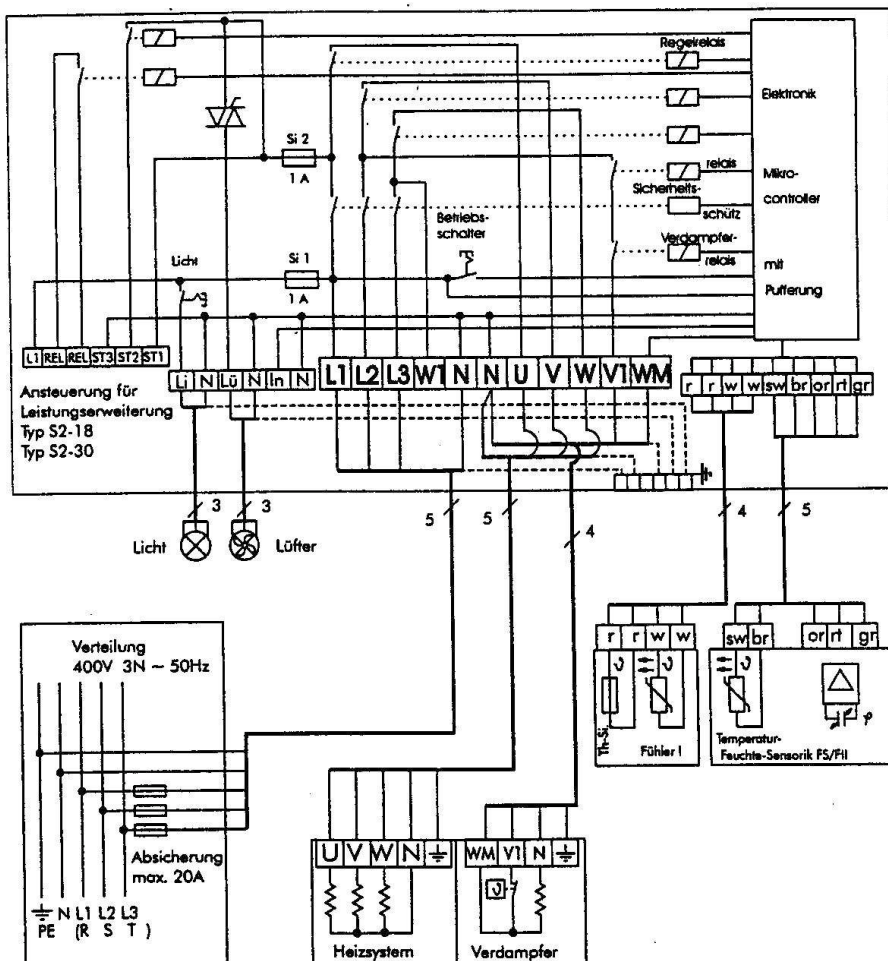 Regelrelais
Elektronik
Si 2
1 A
relais
Mikro-
controller
Sicherheits-
schütz
Betriebs-
schalter
Verdampfer-
relais
mit
Pufferung
Licht
Si 1
1 A
L1 REL REL ST3 ST2 ST1
Li N Lü N In N
L1 L2 L3 W1 N N U V W V1 WM
r r w w sw br or rt gr
Ansteuerung für
Leistungserweiterung
Typ S2-18
Typ S2-30
3 3 5 5 4 4 5
Licht
Lüfter
Verteilung
400V 3N ~ 50Hz
r r w w
sw br or rt gr
ϑ ϑ ϑ
φ
Th-Si.
Fühler I
Temperatur-
Feuchte-Sensorik FS/FII
Absicherung
max. 20A
PE N L1 L2 L3
(R S T )
U V W N
WM V1 N
ϑ
Heizsystem
Verdampfer